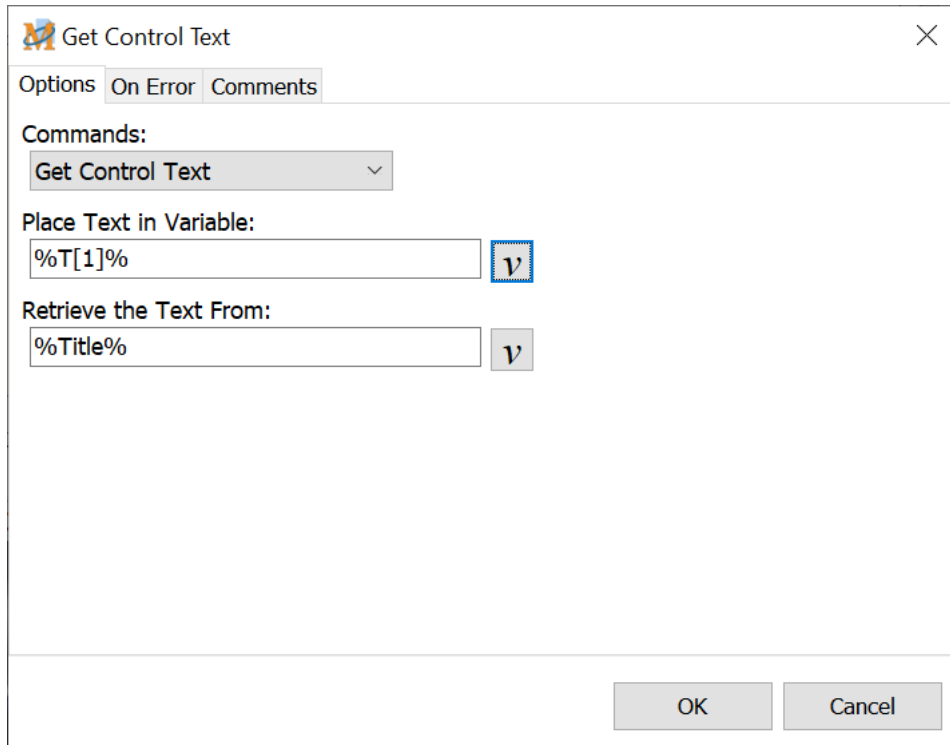 Get Control Text
Options On Error Comments
Commands:
Get Control Text
Place Text in Variable:
%T[1]%
v
Retrieve the Text From:
%Title%
v
OK Cancel